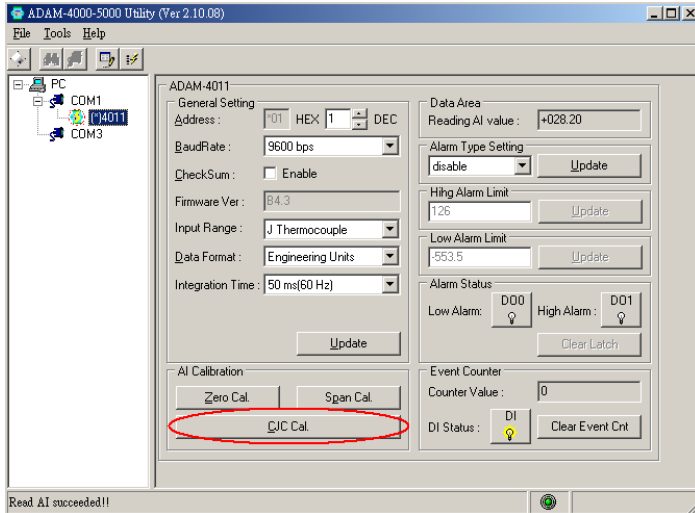 ADAM-4000-5000 Utility (Ver 2.10.08)
File Tools Help
PC
COM1
(*)4011
COM3
ADAM-4011
General Setting
Address : *01 HEX 1 DEC
BaudRate : 9600 bps
CheckSum : Enable
Firmware Ver : B4.3
Input Range : J Thermocouple
Data Format : Engineering Units
Integration Time : 50 ms(60 Hz)
Update
AI Calibration
Zero Cal. Span Cal.
CJC Cal.
Data Area
Reading AI value : +028.20
Alarm Type Setting
disable Update
Hihg Alarm Limit
126 Update
Low Alarm Limit
-553.5 Update
Alarm Status
Low Alarm: DO0 High Alarm : DO1
Clear Latch
Event Counter
Counter Value : 0
DI Status : DI Clear Event Cnt
Read AI succeeded!!